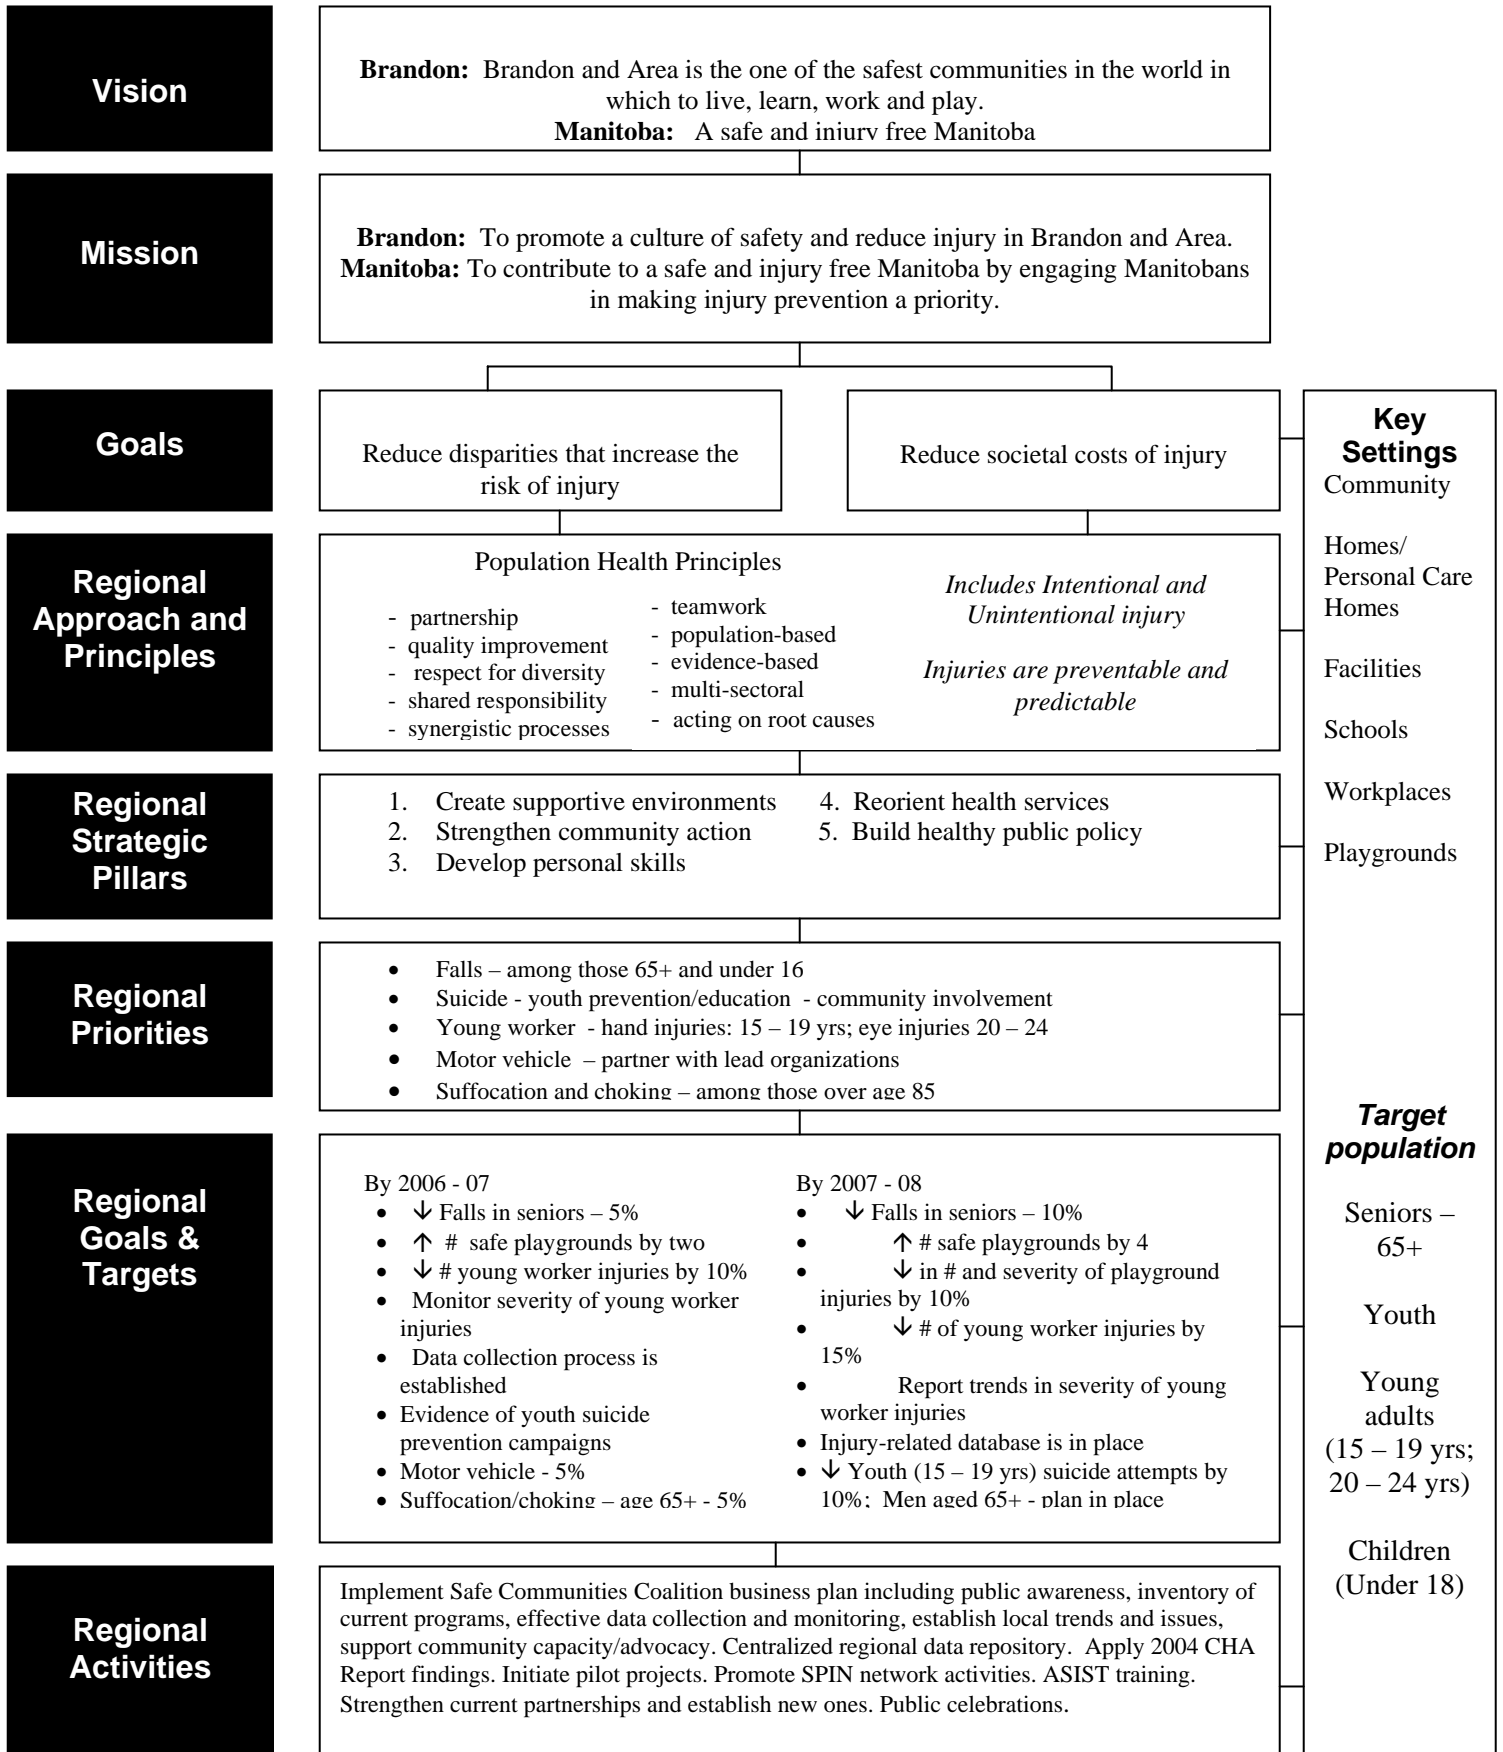 Vision
Brandon: Brandon and Area is the one of the safest communities in the world in
which to live, learn, work and play.
Manitoba: A safe and injury free Manitoba
Mission
Brandon: To promote a culture of safety and reduce injury in Brandon and Area.
Manitoba: To contribute to a safe and injury free Manitoba by engaging Manitobans
in making injury prevention a priority.
Goals
Reduce disparities that increase the
risk of injury
Reduce societal costs of injury
Regional
Approach and
Principles
Population Health Principles
- partnership
- quality improvement
- respect for diversity
- shared responsibility
- synergistic processes
- teamwork
- population-based
- evidence-based
- multi-sectoral
- acting on root causes
Includes Intentional and
Unintentional injury
Injuries are preventable and
predictable
Regional
Strategic
Pillars
1. Create supportive environments
2. Strengthen community action
3. Develop personal skills
4. Reorient health services
5. Build healthy public policy
Regional
Priorities
• Falls – among those 65+ and under 16
• Suicide - youth prevention/education - community involvement
• Young worker - hand injuries: 15 – 19 yrs; eye injuries 20 – 24
• Motor vehicle – partner with lead organizations
• Suffocation and choking – among those over age 85
Regional
Goals &
Targets
By 2006 - 07
• ↓ Falls in seniors – 5%
• ↑ # safe playgrounds by two
• ↓ # young worker injuries by 10%
• Monitor severity of young worker
injuries
• Data collection process is
established
• Evidence of youth suicide
prevention campaigns
• Motor vehicle - 5%
• Suffocation/choking – age 65+ - 5%
By 2007 - 08
• ↓ Falls in seniors – 10%
• ↑ # safe playgrounds by 4
• ↓ in # and severity of playground
injuries by 10%
• ↓ # of young worker injuries by
15%
• Report trends in severity of young
worker injuries
• Injury-related database is in place
• ↓ Youth (15 – 19 yrs) suicide attempts by
10%; Men aged 65+ - plan in place
Regional
Activities
Implement Safe Communities Coalition business plan including public awareness, inventory of
current programs, effective data collection and monitoring, establish local trends and issues,
support community capacity/advocacy. Centralized regional data repository. Apply 2004 CHA
Report findings. Initiate pilot projects. Promote SPIN network activities. ASIST training.
Strengthen current partnerships and establish new ones. Public celebrations.
Key
Settings
Community
Homes/
Personal Care
Homes
Facilities
Schools
Workplaces
Playgrounds
Target
population
Seniors –
65+
Youth
Young
adults
(15 – 19 yrs;
20 – 24 yrs)
Children
(Under 18)